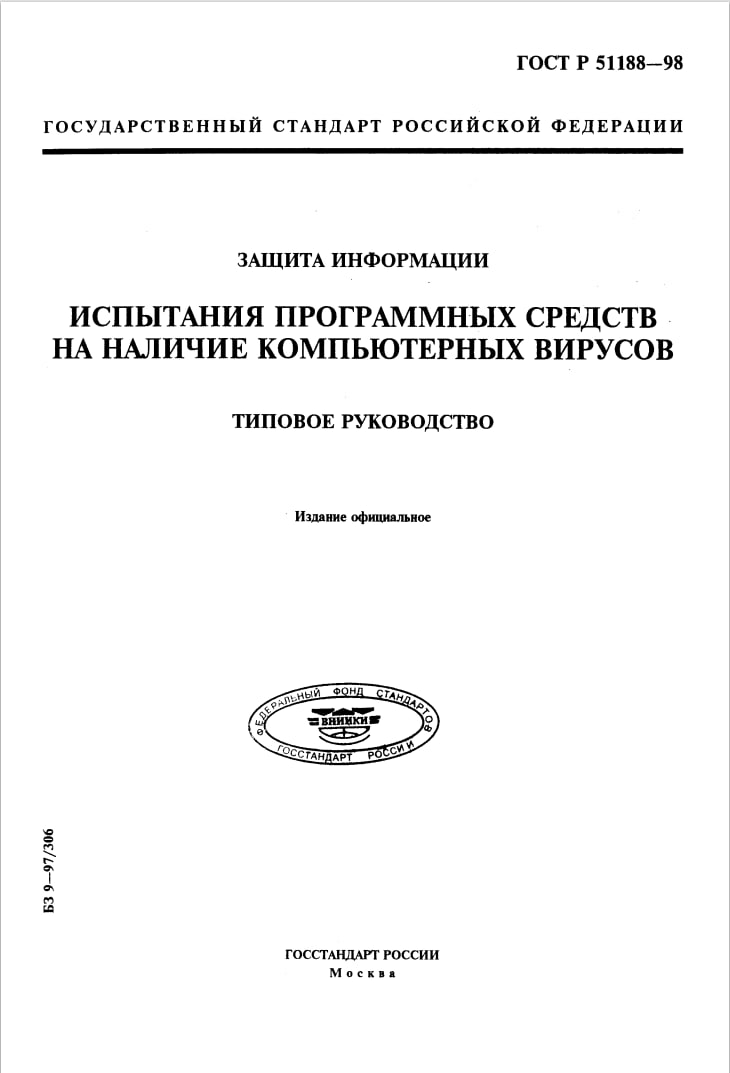 ГОСТ Р 51188—98
ГОСУДАРСТВЕННЫЙ СТАНДАРТ РОССИЙСКОЙ ФЕДЕРАЦИИ
ЗАЩИТА ИНФОРМАЦИИ
ИСПЫТАНИЯ ПРОГРАММНЫХ СРЕДСТВ
НА НАЛИЧИЕ КОМПЬЮТЕРНЫХ ВИРУСОВ
ТИПОВОЕ РУКОВОДСТВО
Издание официальное
ФЕДЕРАЛЬНЫЙ ФОНД СТАНДАРТОВ
ВНИИКИ
ГОССТАНДАРТ РОССИИ
БЗ 9—97/306
ГОССТАНДАРТ РОССИИ
Москва